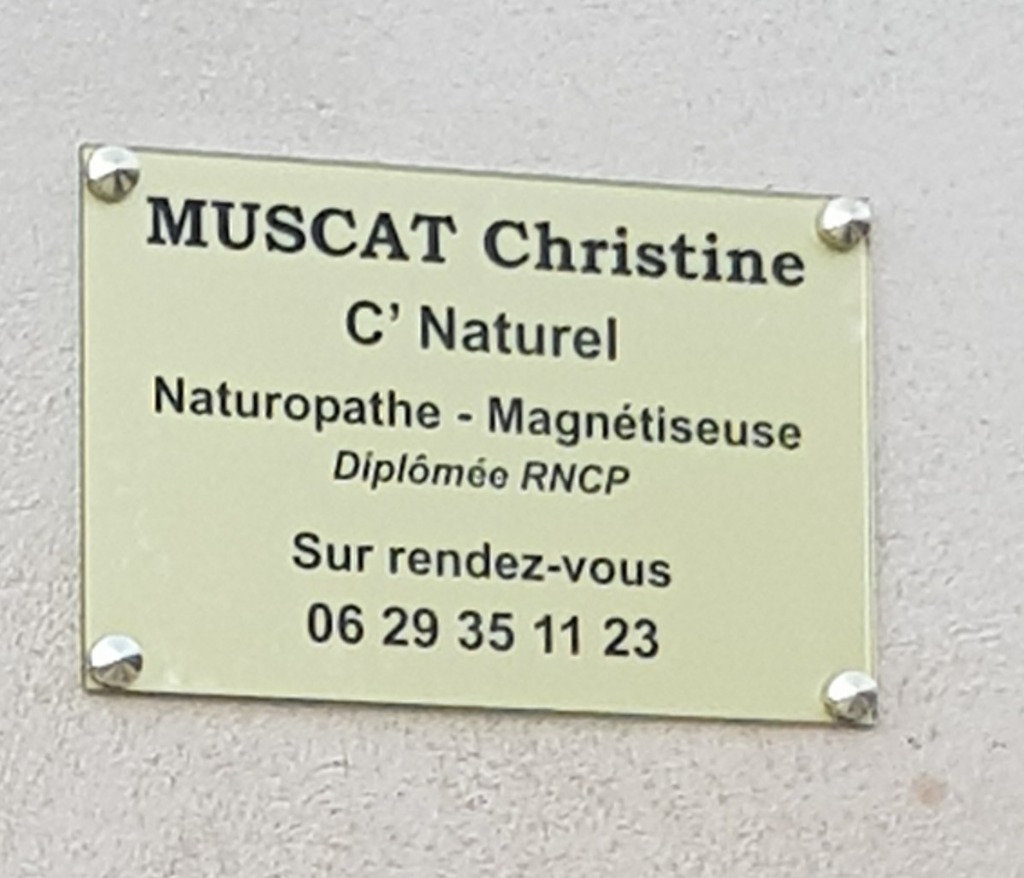 MUSCAT Christine
C' Naturel
Naturopathe - Magnétiseuse
Diplômée RNCP
Sur rendez-vous
06 29 35 11 23